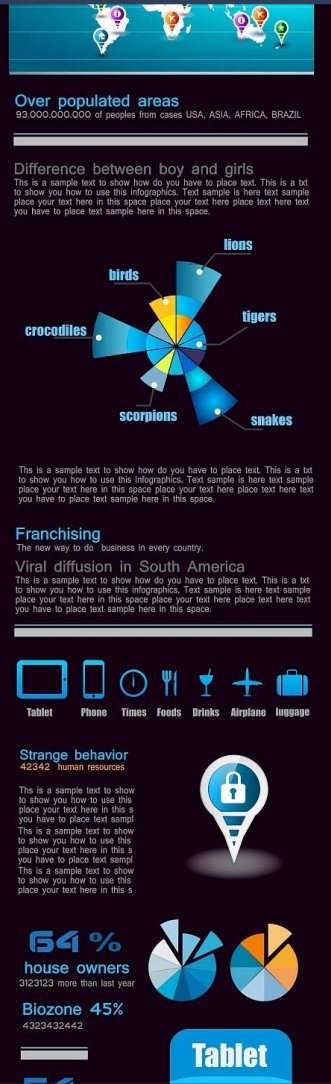 Over populated areas
93.000.000.000 of peoples from cases USA, ASIA, AFRICA, BRAZIL
Difference between boy and girls
Ths is a sample text to show how do you have to place text. This is a txt
to show you how to use this infographics. Text sample is here text sample
place your text here in this space place your text here place text here text
you have to place text sample here in this space.
lions
birds
tigers
crocodiles
scorpions
snakes
Ths is a sample text to show how do you have to place text. This is a txt
to show you how to use this infographics. Text sample is here text sample
place your text here in this space place your text here place text here text
you have to place text sample here in this space.
Franchising
The new way to do business in every country.
Viral diffusion in South America
Ths is a sample text to show how do you have to place text. This is a txt
to show you how to use this infographics. Text sample is here text sample
place your text here in this space place your text here place text here text
you have to place text sample here in this space.
Tablet Phone Times Foods Drinks Airplane luggage
Strange behavior
42342 human resources
Ths is a sample text to show
to show you how to use this
place your text here in this s
you have to place text sampl
Ths is a sample text to show
to show you how to use this
place your text here in this s
you have to place text sampl
Ths is a sample text to show
to show you how to use this
place your text here in this s
64 %
house owners
3123123 more than last year
Biozone 45%
4323432442
Tablet